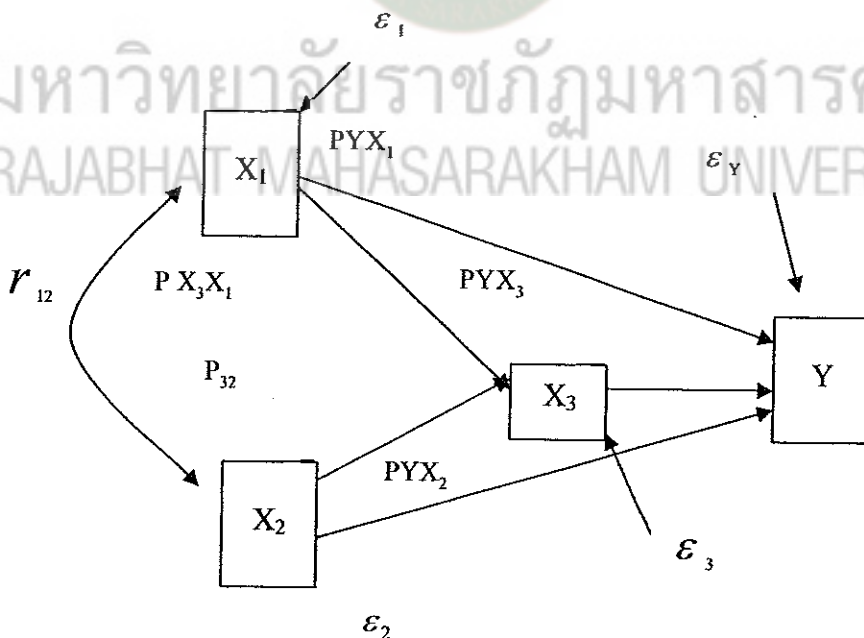 ε₁
มหาวิทยาลัยราชภัฏมหาสารค
RAJABHAT MAHASARAKHAM UNIVER
X₁
PYX₁
ε_Y
r₁₂
P X₃X₁
PYX₃
P₃₂
X₃
Y
PYX₂
X₂
ε₃
ε₂